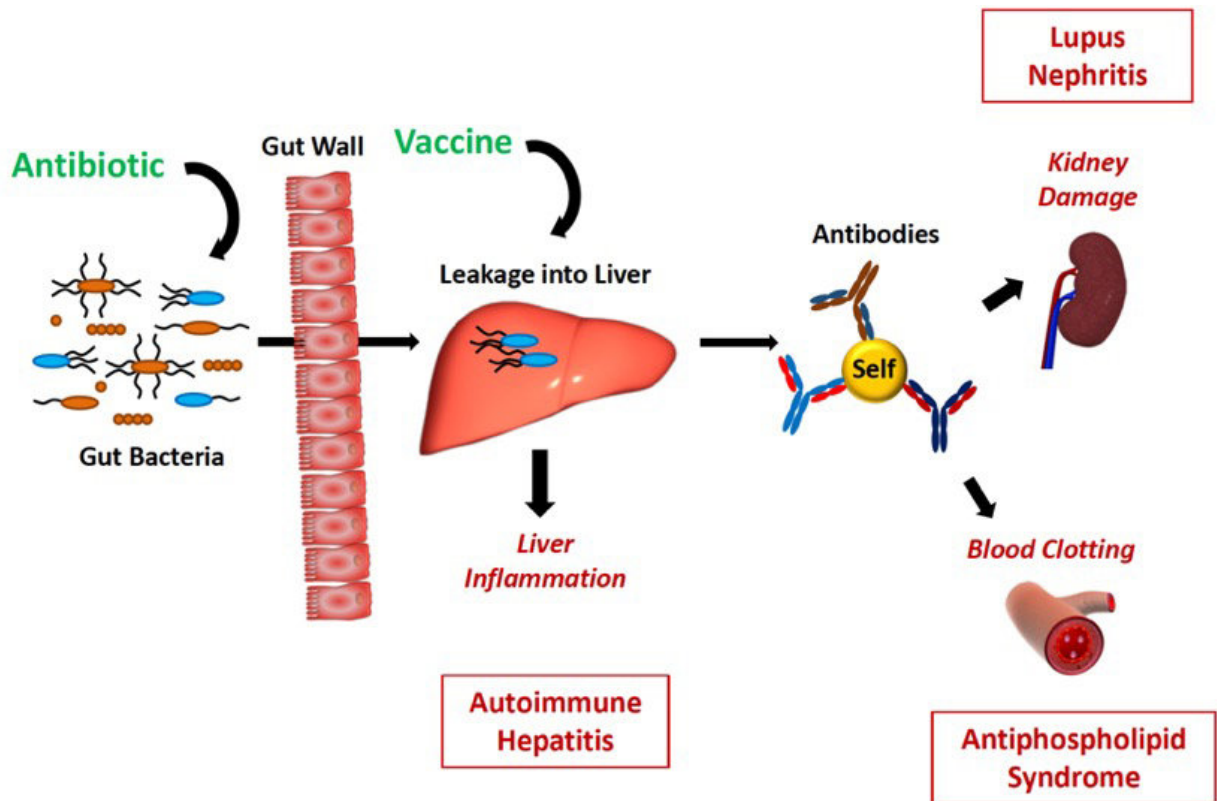 Lupus
Nephritis
Antibiotic
Gut Wall
Vaccine
Kidney
Damage
Antibodies
Leakage into Liver
Self
Gut Bacteria
Liver
Inflammation
Blood Clotting
Autoimmune
Hepatitis
Antiphospholipid
Syndrome